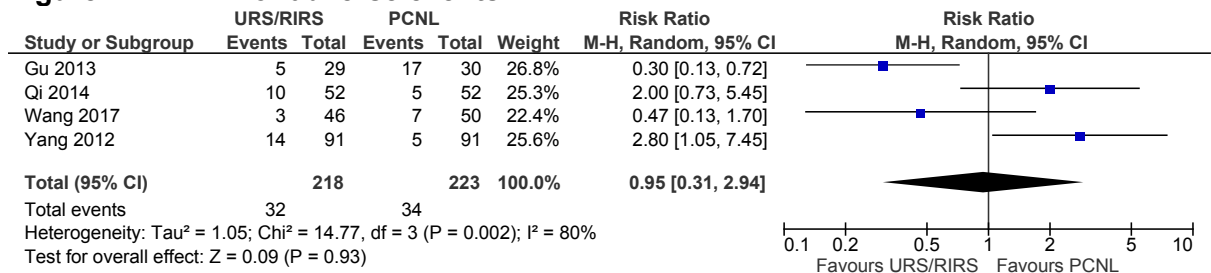 URS/RIRS PCNL Risk Ratio Risk Ratio
Study or Subgroup Events Total Events Total Weight M-H, Random, 95% CI M-H, Random, 95% CI
Gu 2013 5 29 17 30 26.8% 0.30 [0.13, 0.72]
Qi 2014 10 52 5 52 25.3% 2.00 [0.73, 5.45]
Wang 2017 3 46 7 50 22.4% 0.47 [0.13, 1.70]
Yang 2012 14 91 5 91 25.6% 2.80 [1.05, 7.45]
Total (95% CI) 218 223 100.0% 0.95 [0.31, 2.94]
Total events 32 34
Heterogeneity: Tau² = 1.05; Chi² = 14.77, df = 3 (P = 0.002); I² = 80%
Test for overall effect: Z = 0.09 (P = 0.93)
0.1 0.2 0.5 1 2 5 10
Favours URS/RIRS Favours PCNL